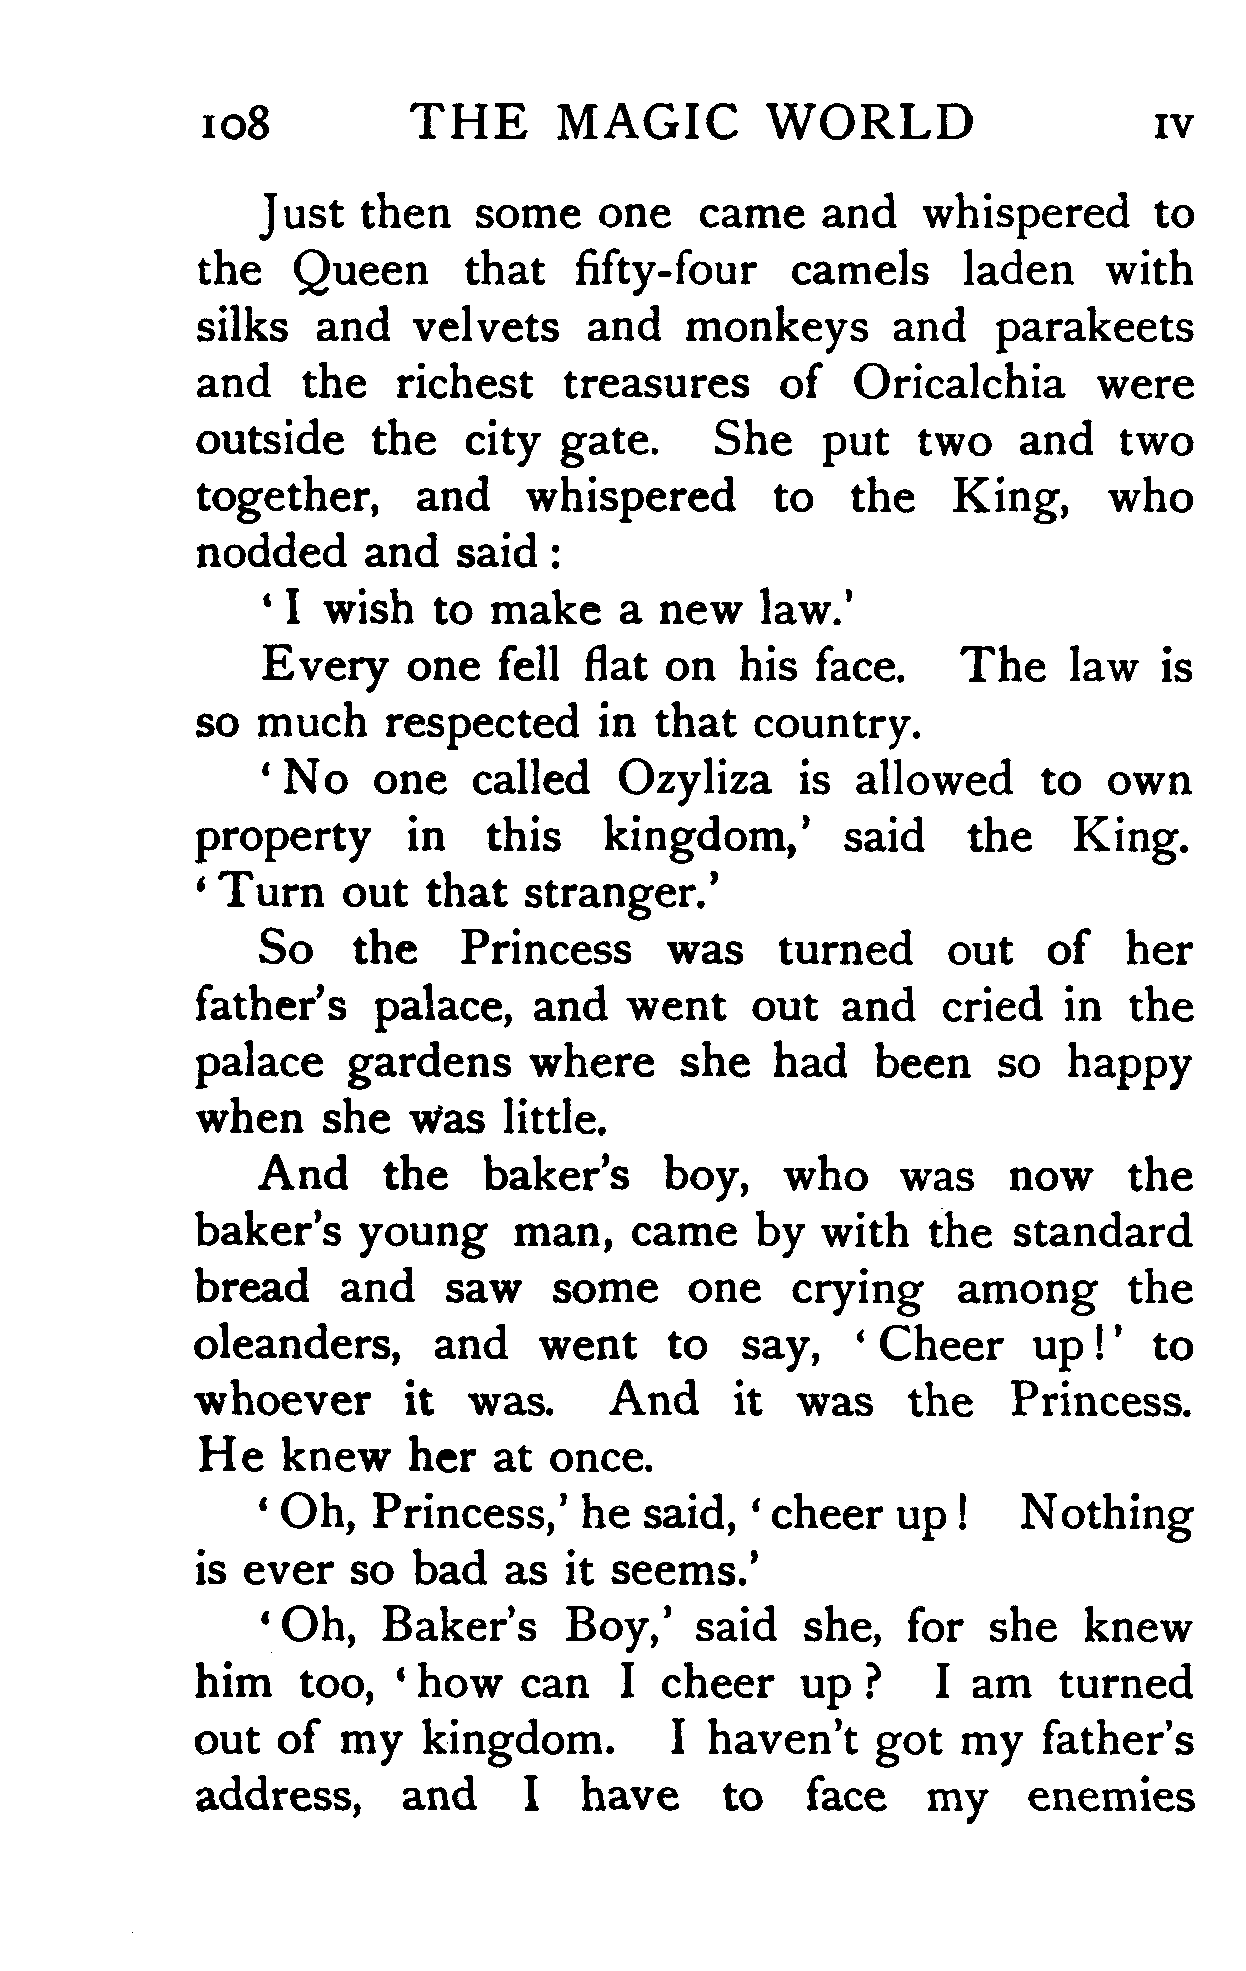 108 THE MAGIC WORLD IV
Just then some one came and whispered to
the Queen that fifty-four camels laden with
silks and velvets and monkeys and parakeets
and the richest treasures of Oricalchia were
outside the city gate. She put two and two
together, and whispered to the King, who
nodded and said :
‘ I wish to make a new law.’
Every one fell flat on his face. The law is
so much respected in that country.
‘ No one called Ozyliza is allowed to own
property in this kingdom,’ said the King.
‘ Turn out that stranger.’
So the Princess was turned out of her
father’s palace, and went out and cried in the
palace gardens where she had been so happy
when she was little.
And the baker’s boy, who was now the
baker’s young man, came by with the standard
bread and saw some one crying among the
oleanders, and went to say, ‘ Cheer up ! ’ to
whoever it was. And it was the Princess.
He knew her at once.
‘ Oh, Princess,’ he said, ‘ cheer up ! Nothing
is ever so bad as it seems.’
‘ Oh, Baker’s Boy,’ said she, for she knew
him too, ‘ how can I cheer up ? I am turned
out of my kingdom. I haven’t got my father’s
address, and I have to face my enemies